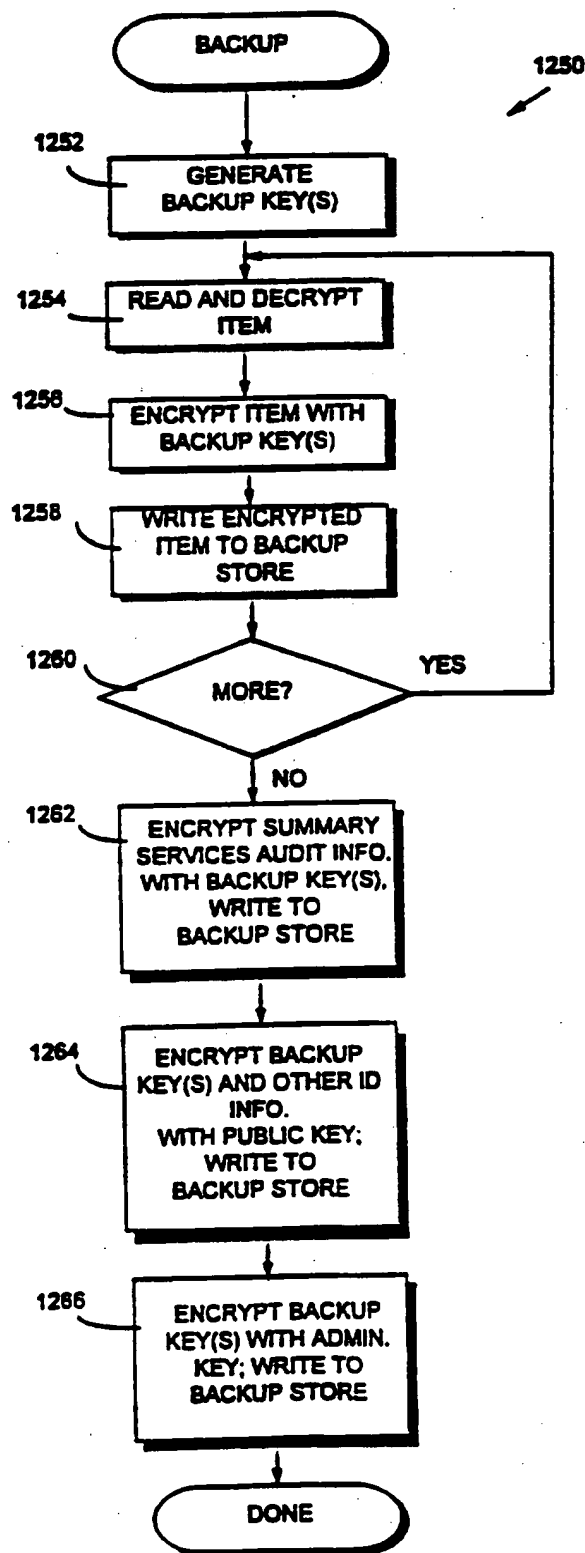 BACKUP
1250
1252
GENERATE
BACKUP KEY(S)
1254
READ AND DECRYPT
ITEM
1256
ENCRYPT ITEM WITH
BACKUP KEY(S)
1258
WRITE ENCRYPTED
ITEM TO BACKUP
STORE
1260
MORE?
YES
NO
1262
ENCRYPT SUMMARY
SERVICES AUDIT INFO.
WITH BACKUP KEY(S),
WRITE TO
BACKUP STORE
1264
ENCRYPT BACKUP
KEY(S) AND OTHER ID
INFO.
WITH PUBLIC KEY;
WRITE TO
BACKUP STORE
1266
ENCRYPT BACKUP
KEY(S) WITH ADMIN.
KEY; WRITE TO
BACKUP STORE
DONE